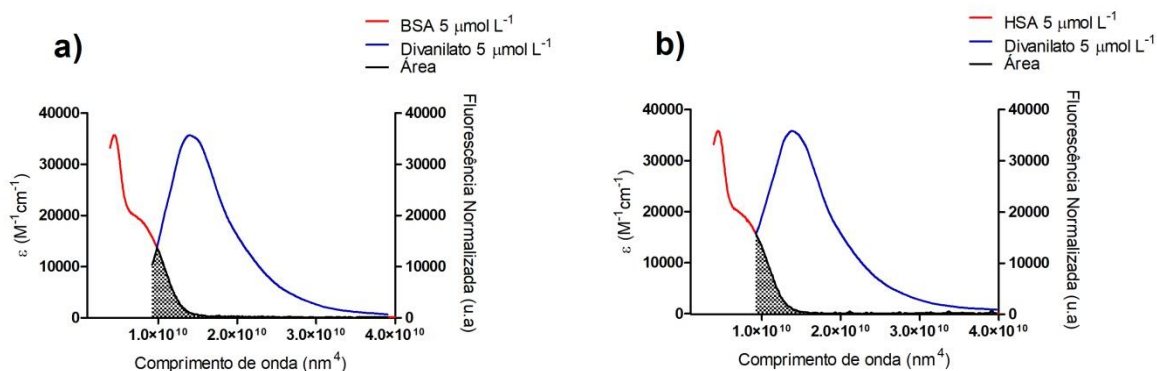 a)
BSA 5 μmol L⁻¹
Divanilato 5 μmol L⁻¹
Área
ε (M⁻¹cm⁻¹)
40000
30000
20000
10000
0
Fluorescência Normalizada (u.a)
40000
30000
20000
10000
0
1.0×10¹⁰ 2.0×10¹⁰ 3.0×10¹⁰ 4.0×10¹⁰
Comprimento de onda (nm⁴)
b)
HSA 5 μmol L⁻¹
Divanilato 5 μmol L⁻¹
Área
ε (M⁻¹cm⁻¹)
40000
30000
20000
10000
0
Fluorescência Normalizada (u.a)
40000
30000
20000
10000
0
1.0×10¹⁰ 2.0×10¹⁰ 3.0×10¹⁰ 4.0×10¹⁰
Comprimento de onda (nm⁴)